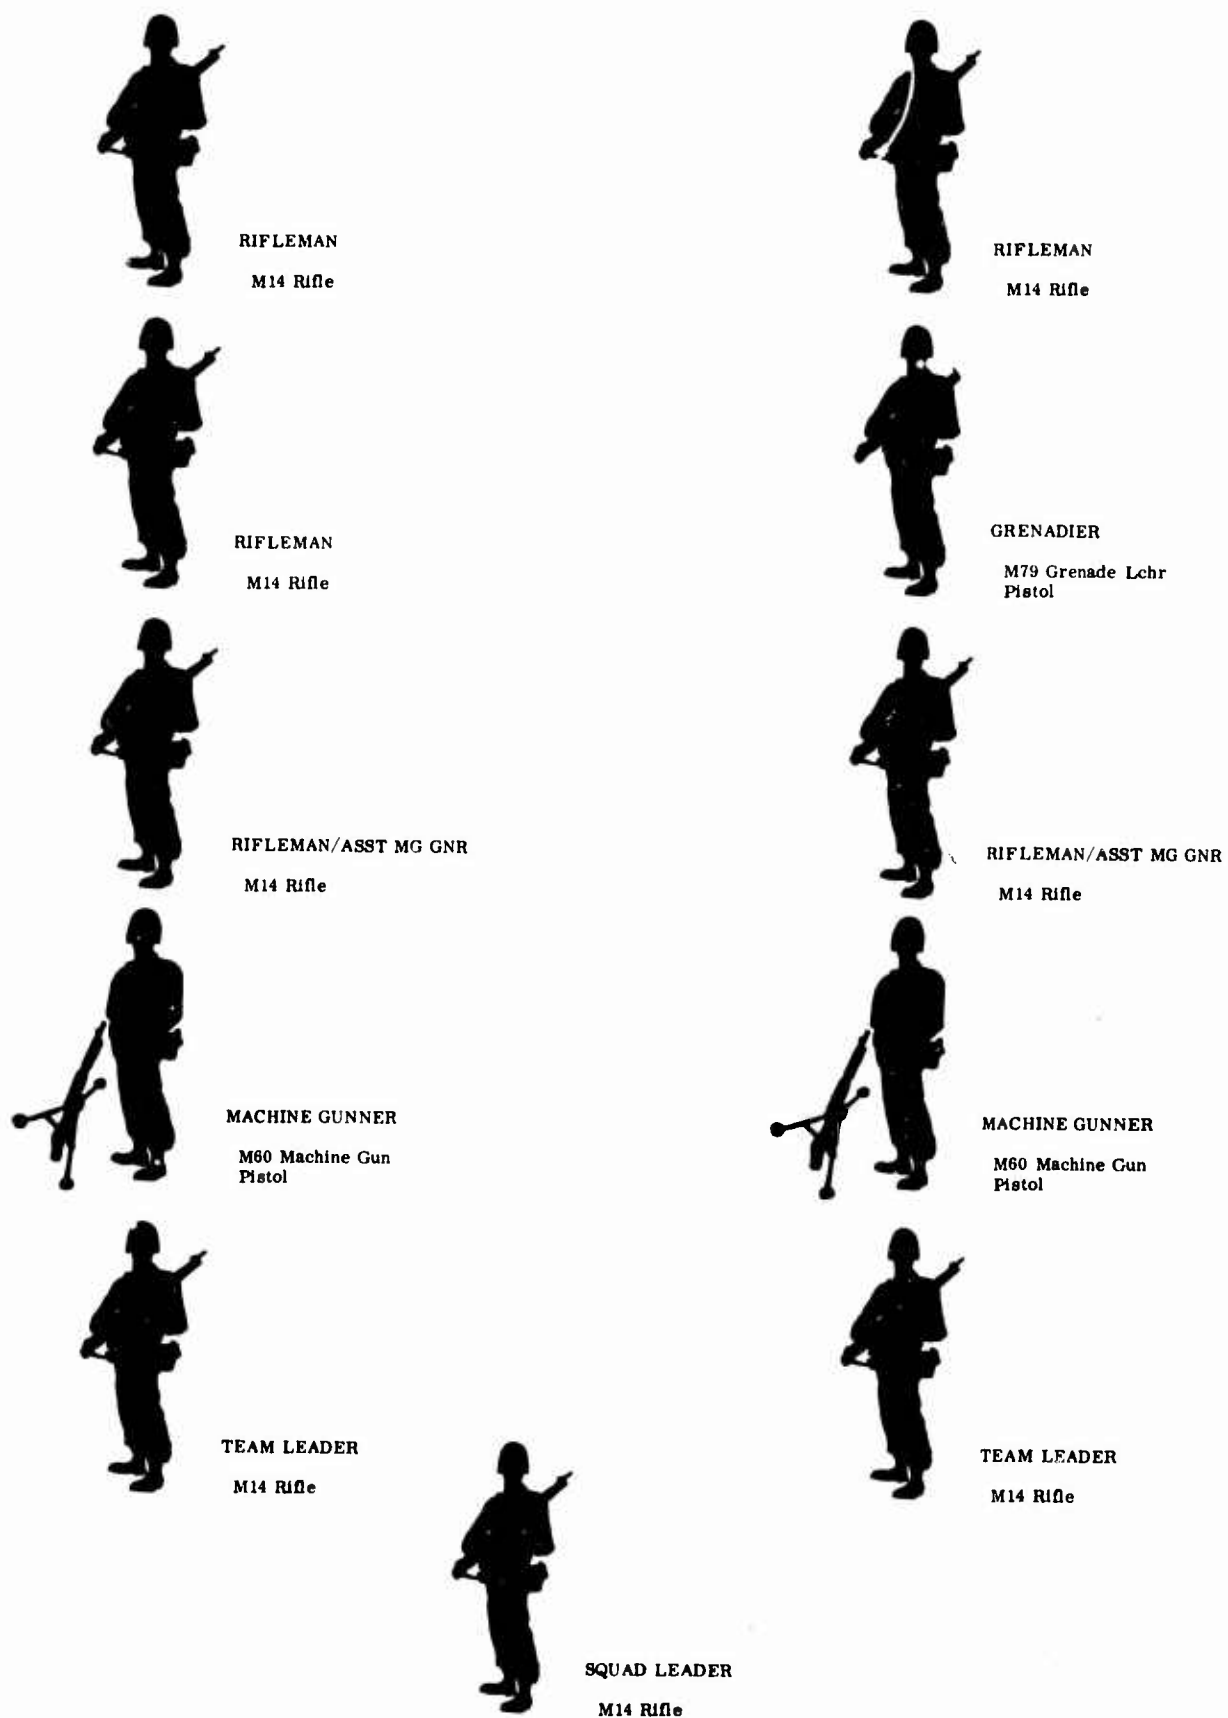 RIFLEMAN
M14 Rifle
RIFLEMAN
M14 Rifle
RIFLEMAN
M14 Rifle
GRENADIER
M79 Grenade Lchr
Pistol
RIFLEMAN/ASST MG GNR
M14 Rifle
RIFLEMAN/ASST MG GNR
M14 Rifle
MACHINE GUNNER
M60 Machine Gun
Pistol
MACHINE GUNNER
M60 Machine Gun
Pistol
TEAM LEADER
M14 Rifle
TEAM LEADER
M14 Rifle
SQUAD LEADER
M14 Rifle